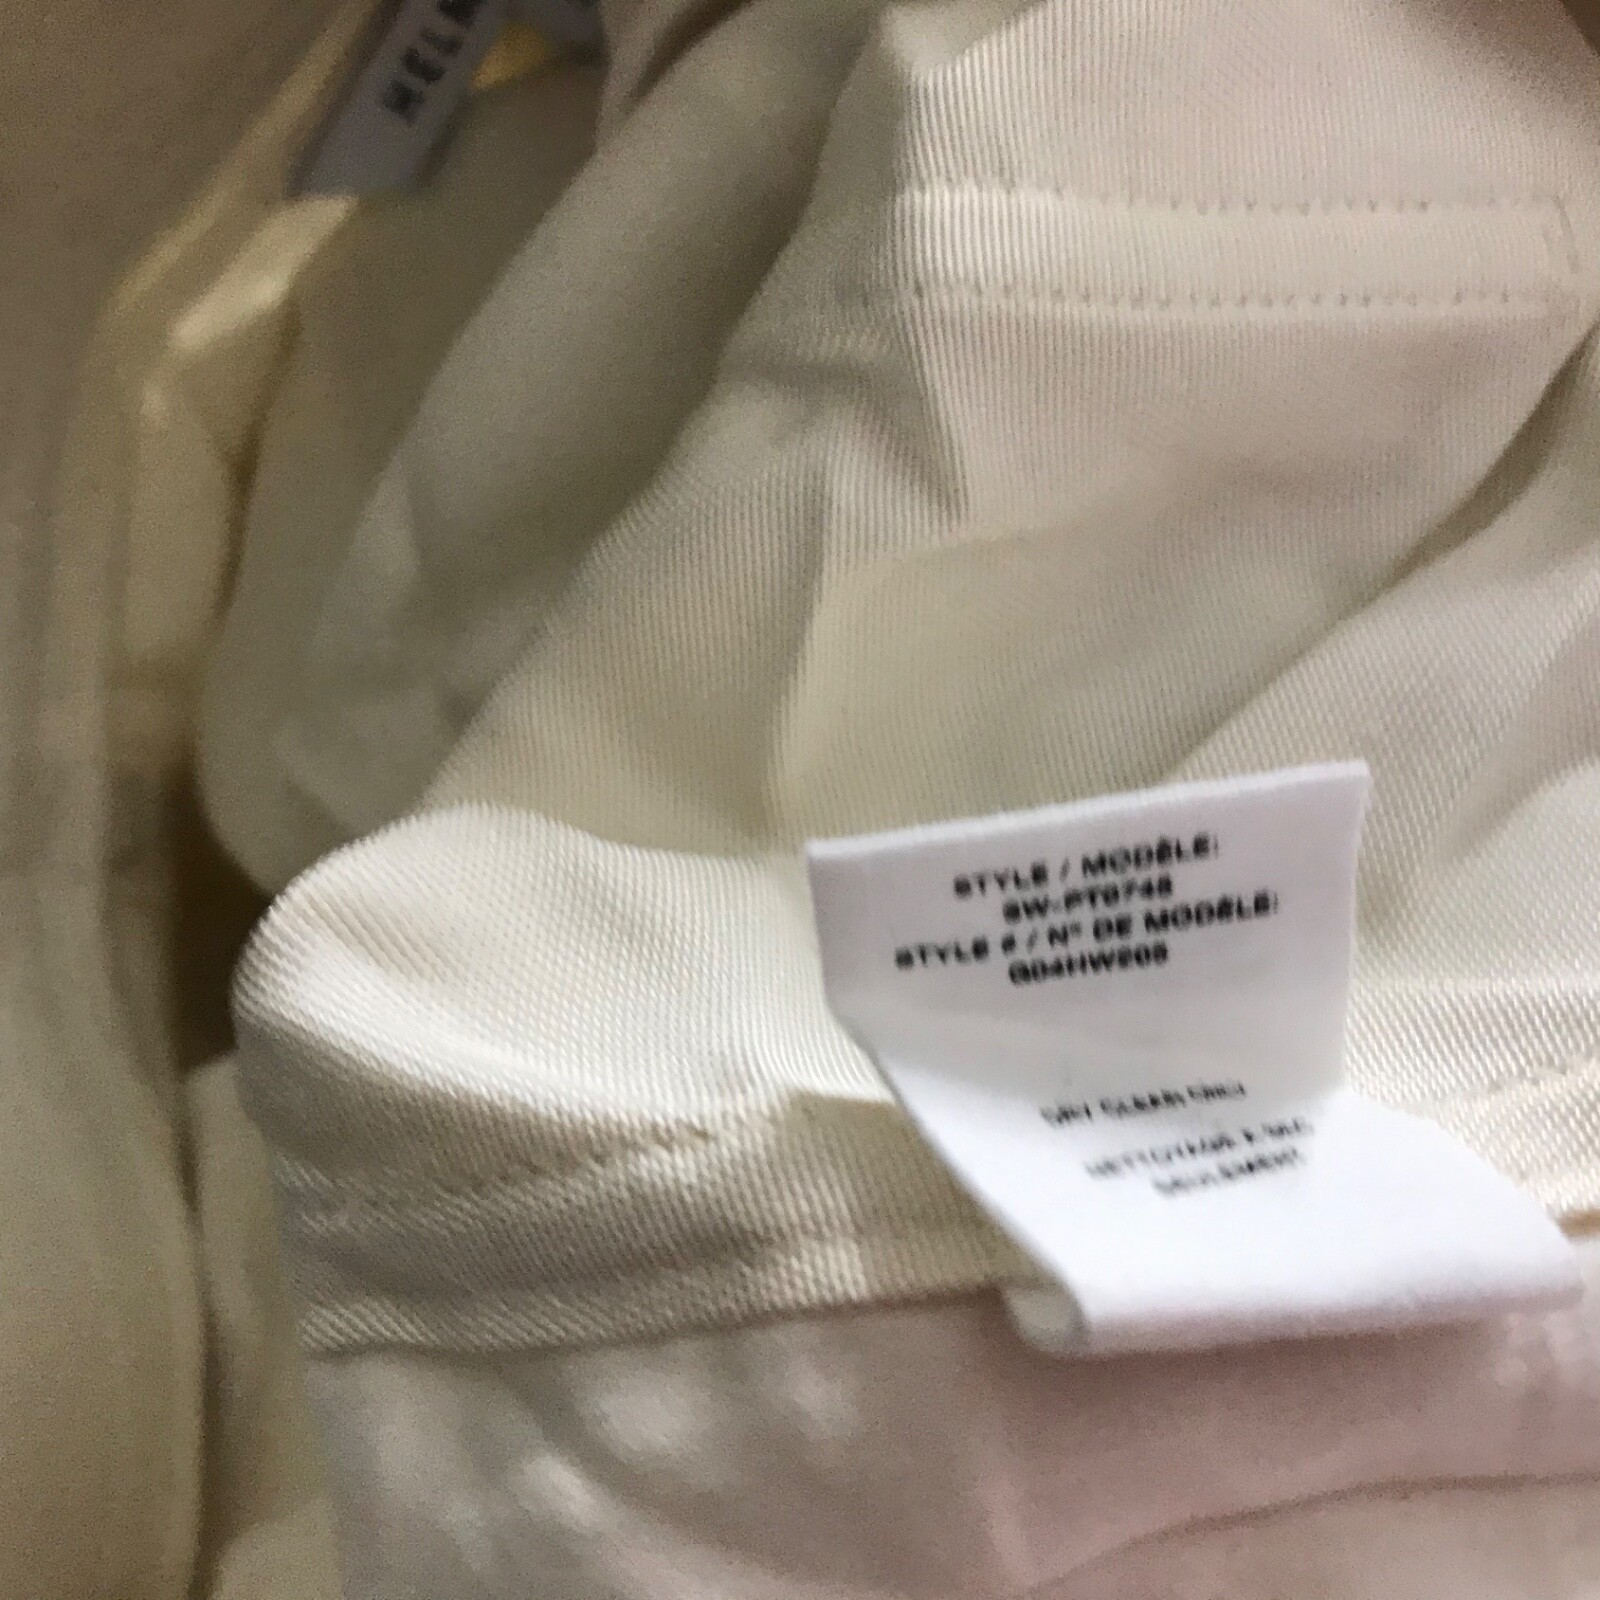 STYLE / MODÈLE:
SW-PT0748
STYLE # / N° DE MODÈLE:
G04HW205
DRY CLEAN ONLY
NETTOYAGE À SEC
SEULEMENT